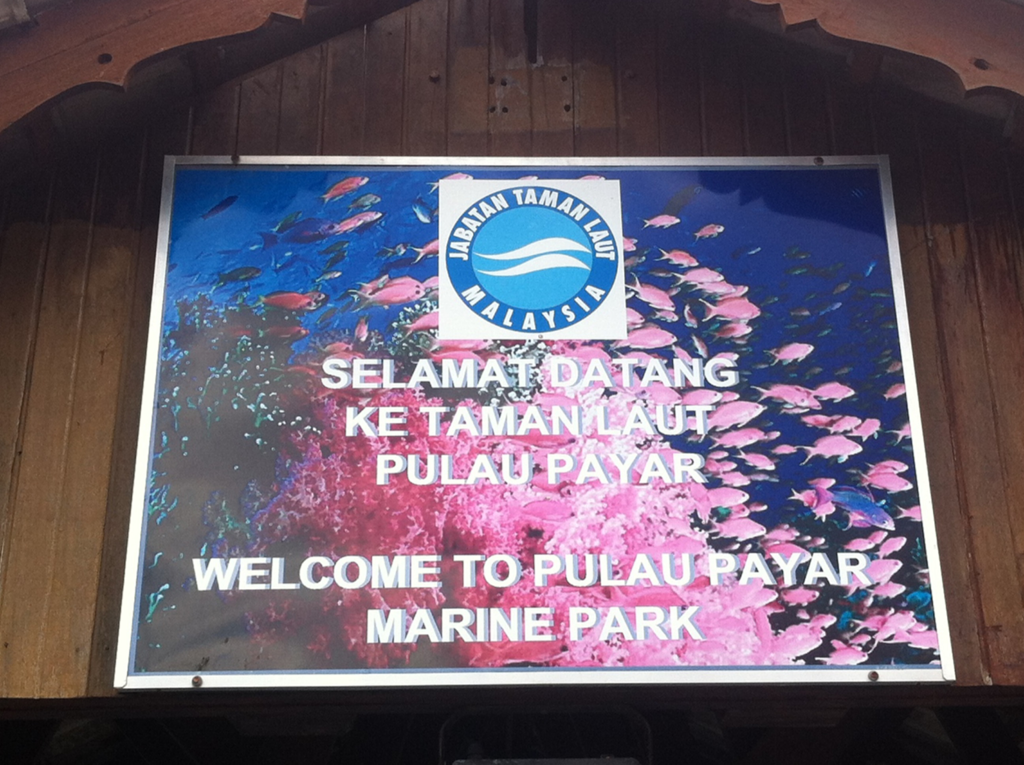 JABATAN TAMAN LAUT
MALAYSIA
SELAMAT DATANG
KE TAMAN LAUT
PULAU PAYAR
WELCOME TO PULAU PAYAR
MARINE PARK